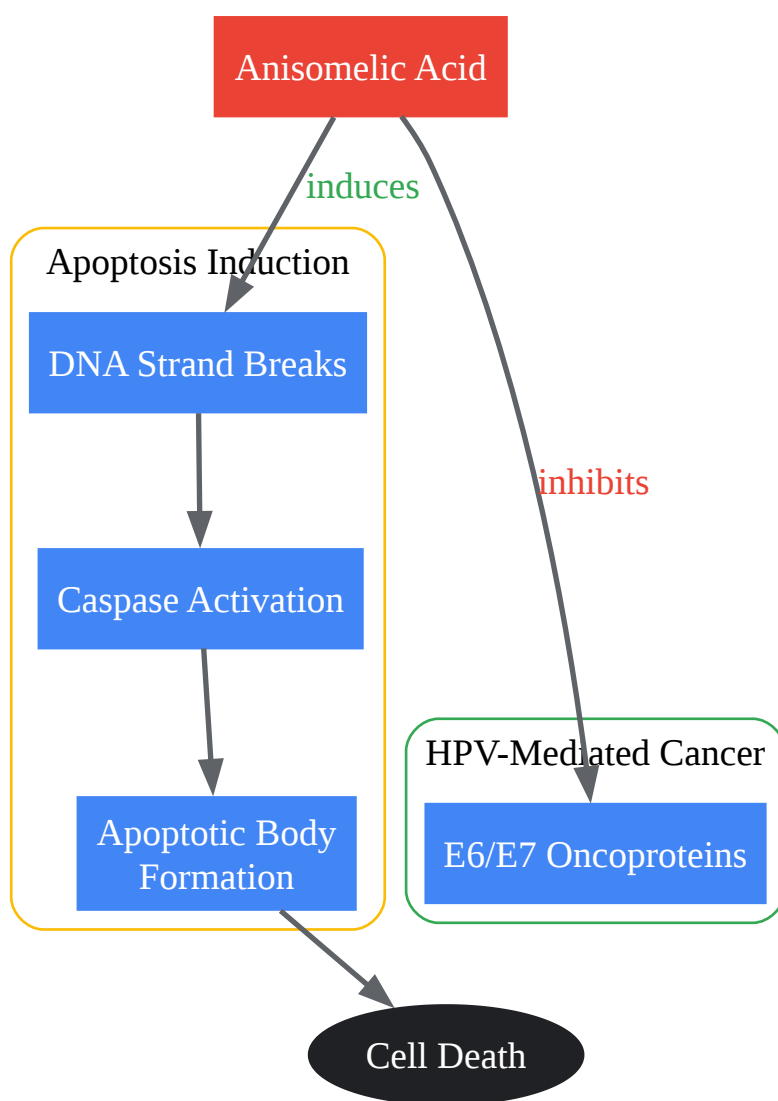 Anisomelic Acid
induces
Apoptosis Induction
DNA Strand Breaks
inhibits
Caspase Activation
HPV-Mediated Cancer
Apoptotic Body
Formation
E6/E7 Oncoproteins
Cell Death